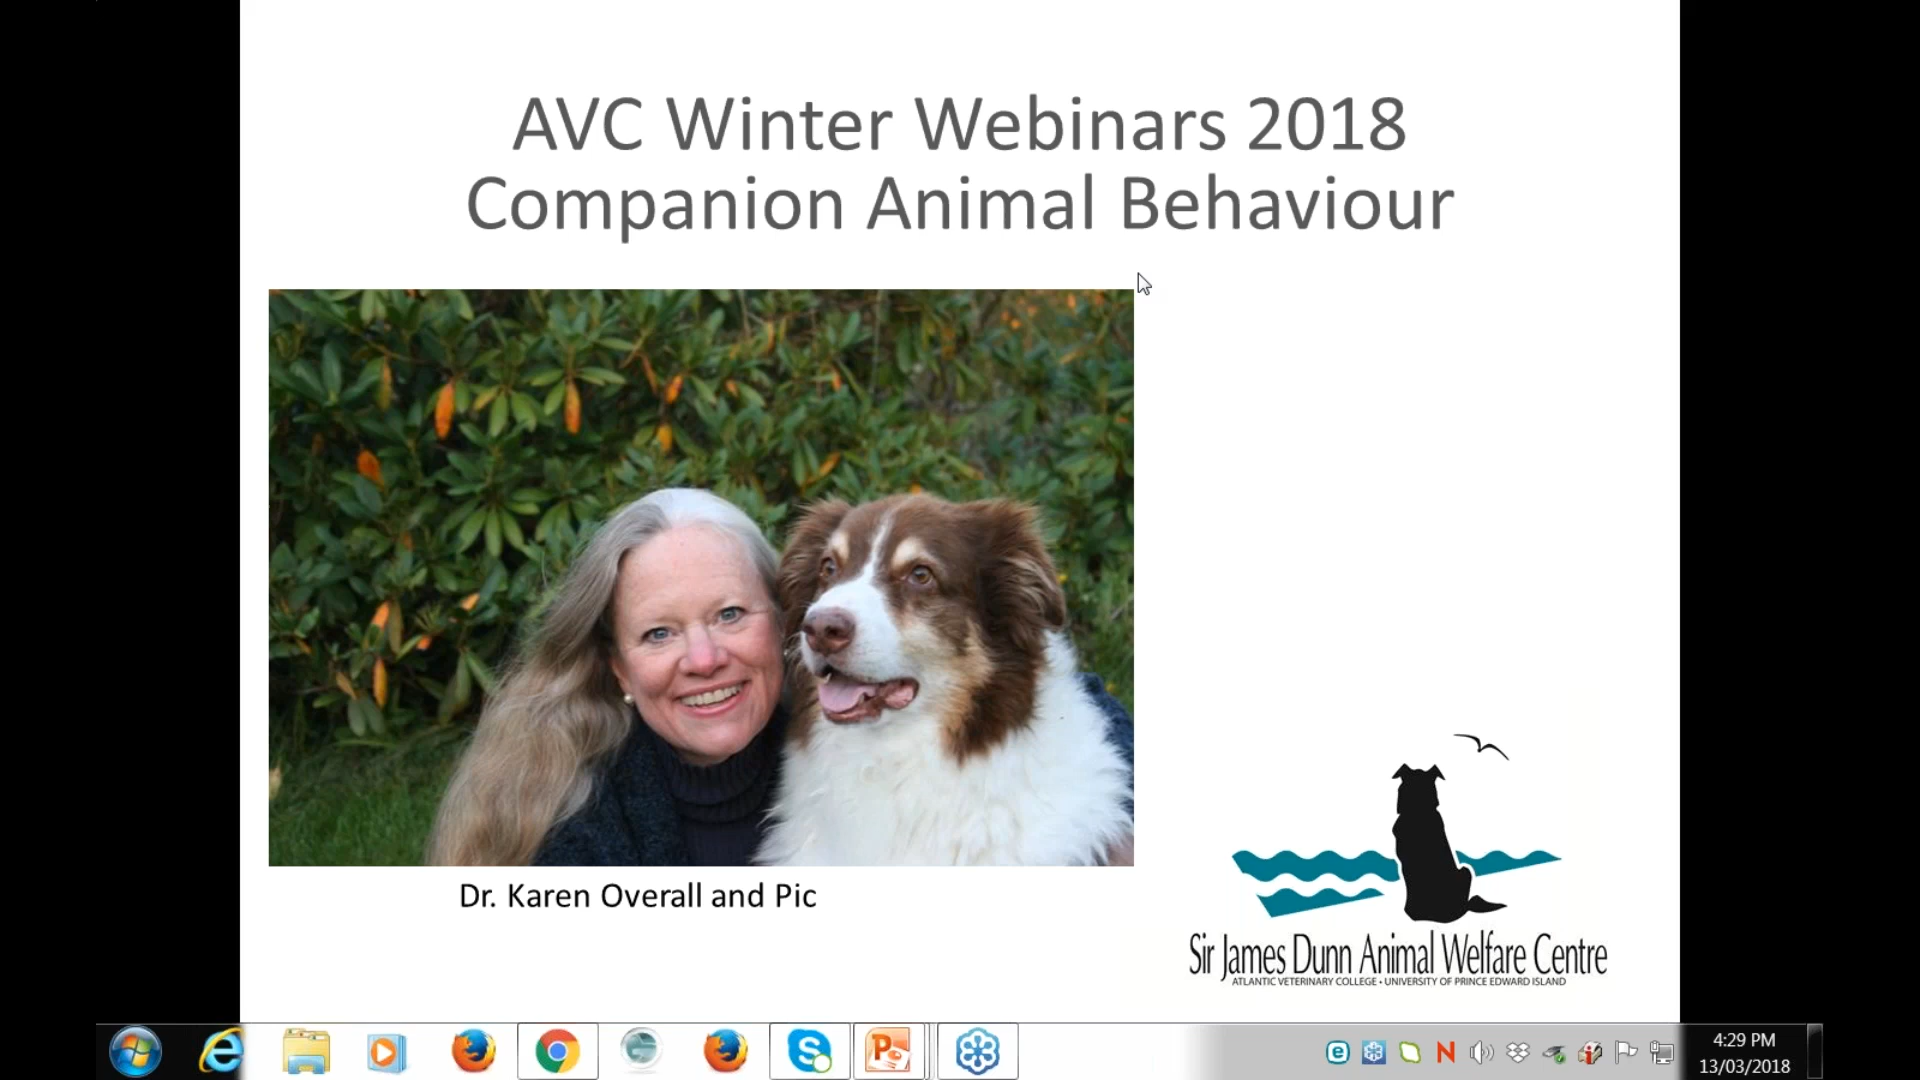 AVC Winter Webinars 2018
Companion Animal Behaviour
Dr. Karen Overall and Pic
Sir James Dunn Animal Welfare Centre
ATLANTIC VETERINARY COLLEGE • UNIVERSITY OF PRINCE EDWARD ISLAND
4:29 PM
13/03/2018